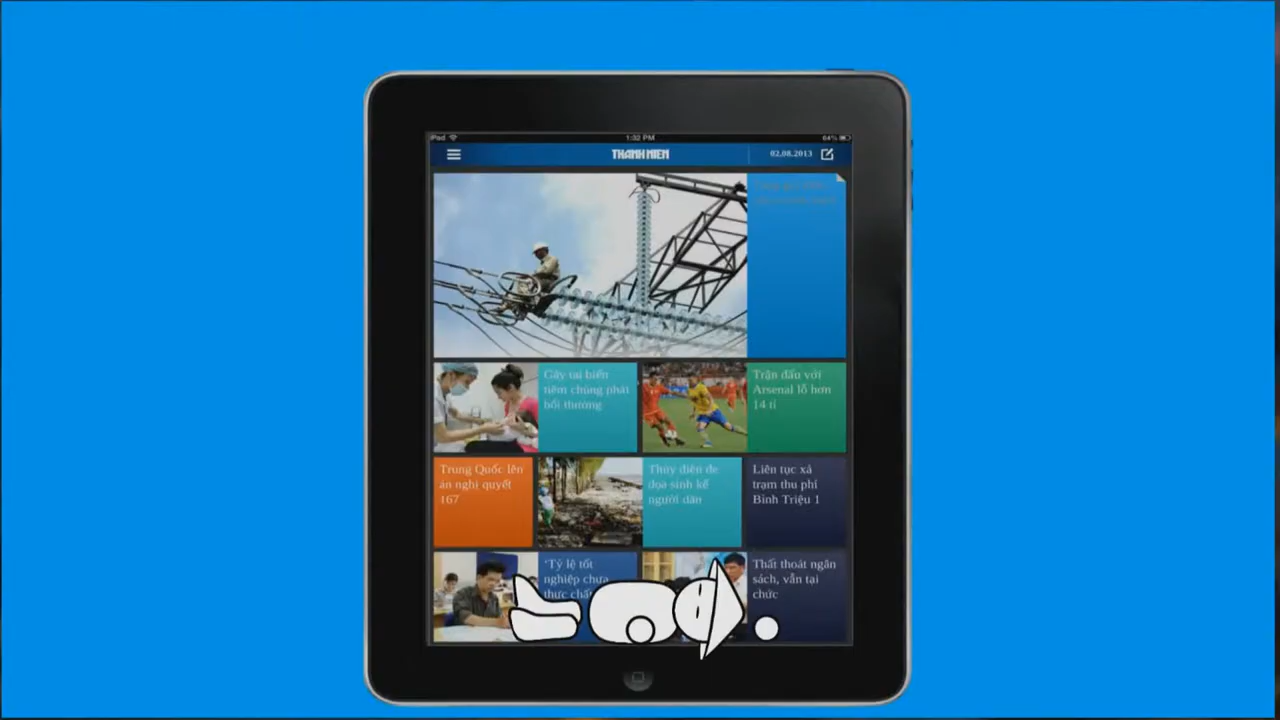 iPad
1:32 PM
64%
THANH NIEN
02.08.2013
Gây tai biến
tiêm chủng phải
bồi thường
Trận đấu với
Arsenal lỗ hơn
14 tỉ
Trung Quốc lên
án nghị quyết
167
Thủy điện đe
dọa sinh kế
người dân
Liên tục xả
trạm thu phí
Bình Triệu 1
'Tỷ lệ tốt
nghiệp chưa
thực chất
Thất thoát ngân
sách, vẫn tại
chức